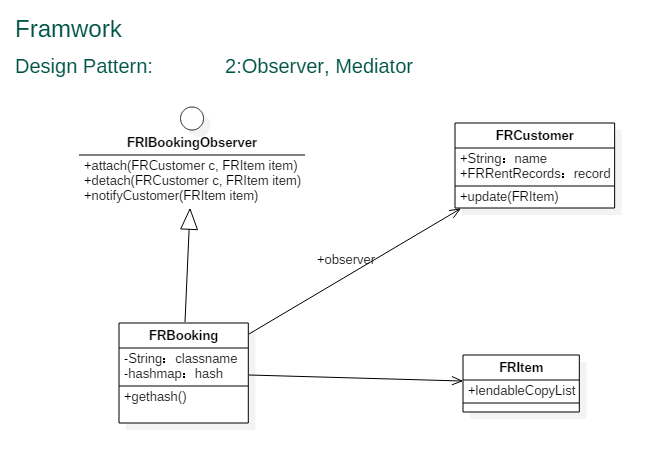 Framwork
Design Pattern: 2:Observer, Mediator
FRIBookingObserver
+attach(FRCustomer c, FRItem item)
+detach(FRCustomer c, FRItem item)
+notifyCustomer(FRItem item)
FRCustomer
+String：name
+FRRentRecords：record
+update(FRItem)
+observer
FRBooking
-String：classname
-hashmap：hash
+gethash()
FRItem
+lendableCopyList